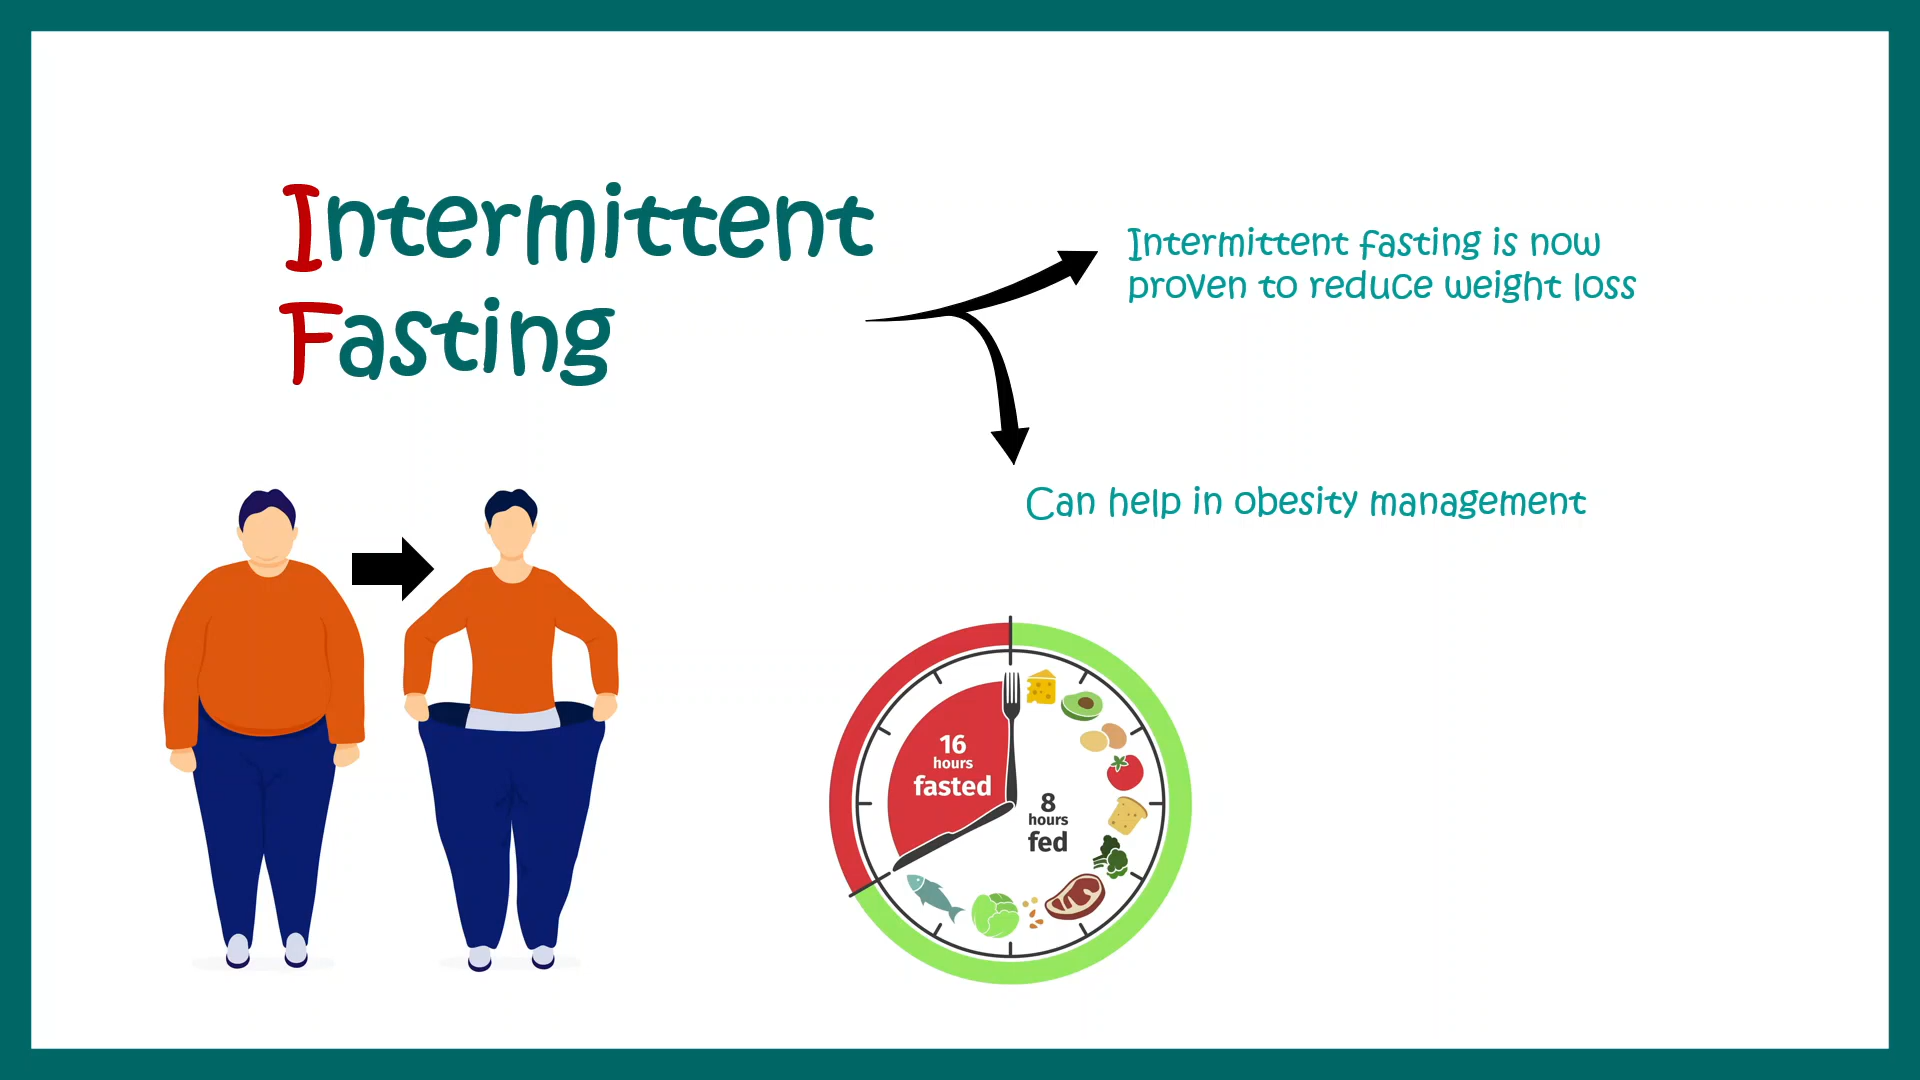 Intermittent
Fasting
Intermittent fasting is now
proven to reduce weight loss
Can help in obesity management
16
hours
fasted
8
hours
fed